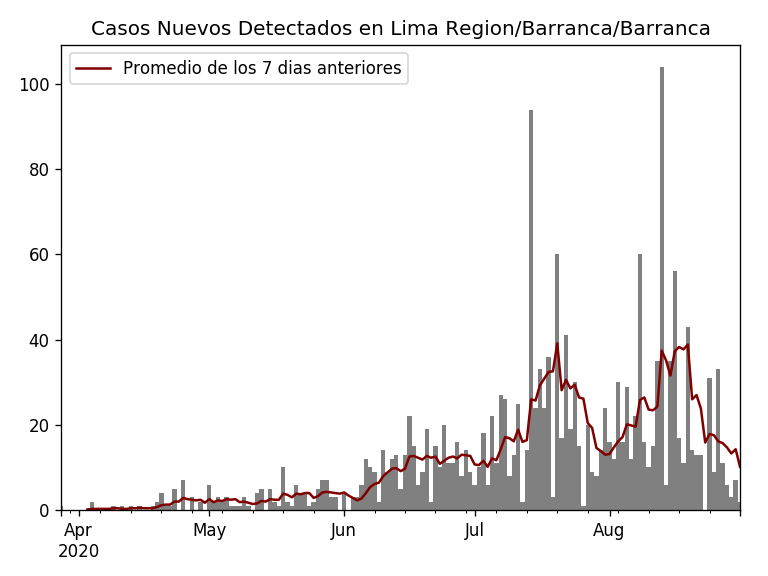 Casos Nuevos Detectados en Lima Region/Barranca/Barranca
Promedio de los 7 dias anteriores
100
80
60
40
20
0
Apr May Jun Jul Aug
2020